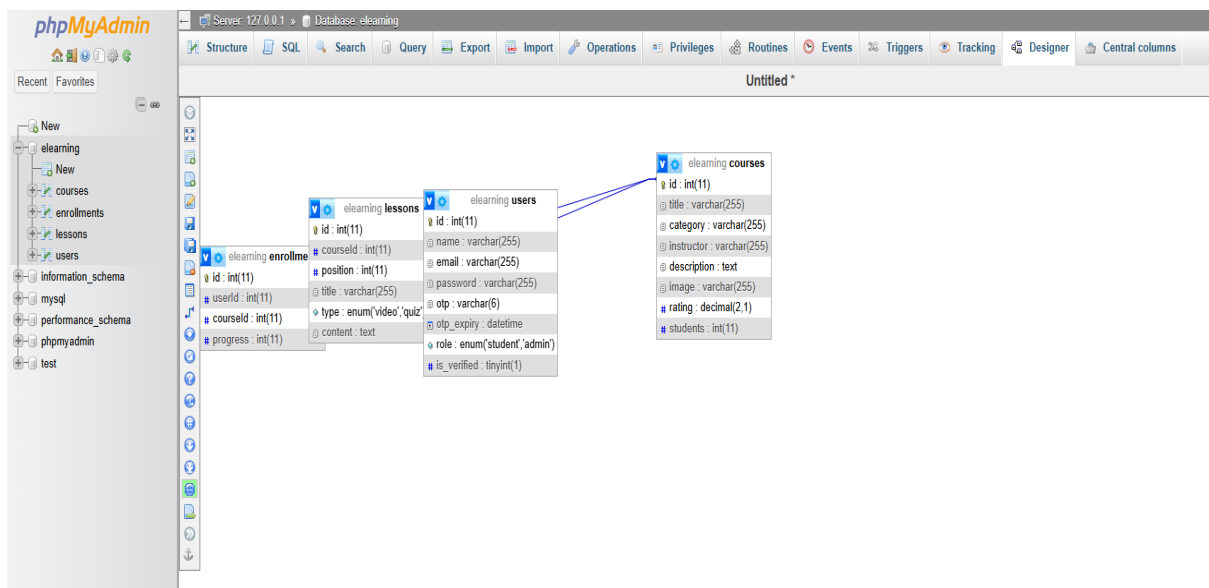 phpMyAdmin
Recent Favorites
New
elearning
New
courses
enrollments
lessons
users
information_schema
mysql
performance_schema
phpmyadmin
test
Server: 127.0.0.1 » Database: elearning
Structure SQL Search Query Export Import Operations Privileges Routines Events Triggers Tracking Designer Central columns
Untitled *
elearning enrollme
id : int(11)
userId : int(11)
courseId : int(11)
progress : int(11)
elearning lessons
id : int(11)
courseId : int(11)
position : int(11)
title : varchar(255)
type : enum('video','quiz'
content : text
elearning users
id : int(11)
name : varchar(255)
email : varchar(255)
password : varchar(255)
otp : varchar(6)
otp_expiry : datetime
role : enum('student','admin')
is_verified : tinyint(1)
elearning courses
id : int(11)
title : varchar(255)
category : varchar(255)
instructor : varchar(255)
description : text
image : varchar(255)
rating : decimal(2,1)
students : int(11)